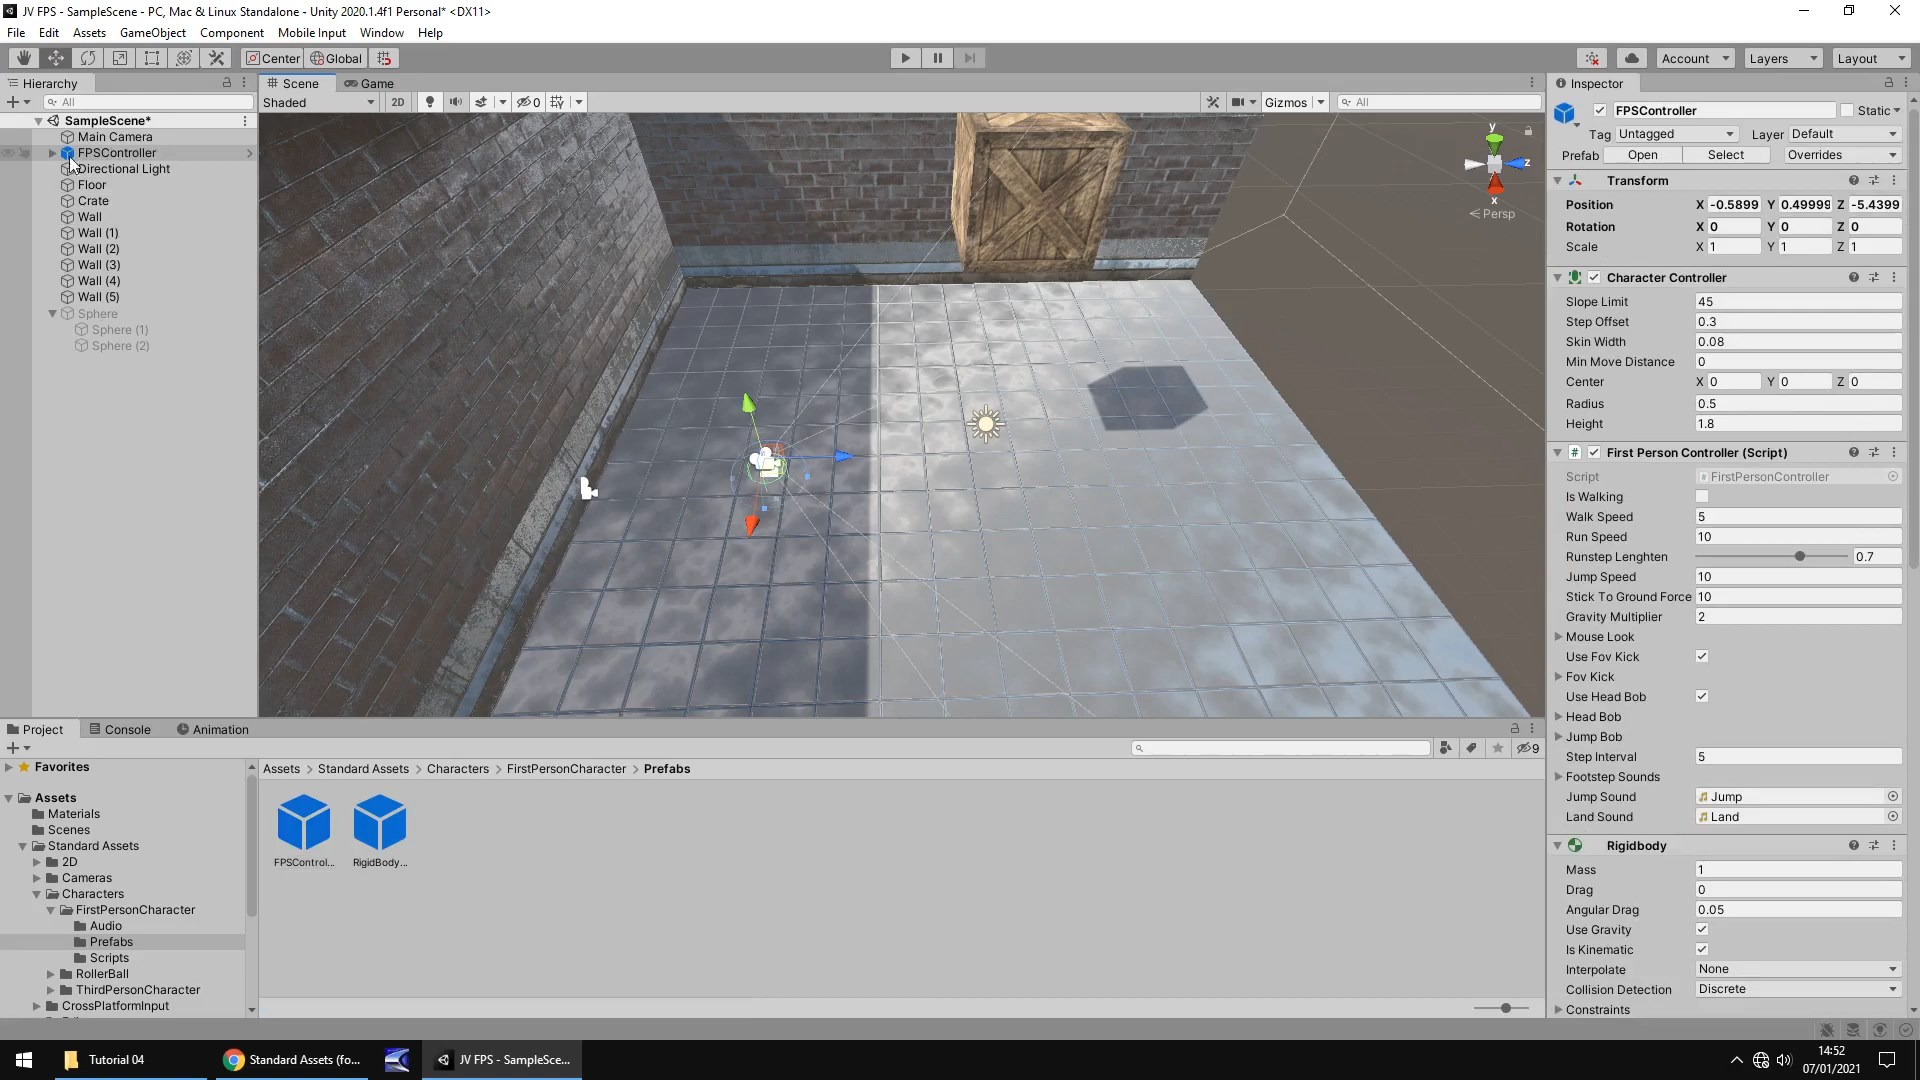 JV FPS - SampleScene - PC, Mac & Linux Standalone - Unity 2020.1.4f1 Personal* <DX11>
File Edit Assets GameObject Component Mobile Input Window Help
Center Global Account Layers Layout
Hierarchy
All
SampleScene*
Main Camera
FPSController
Directional Light
Floor
Crate
Wall
Wall (1)
Wall (2)
Wall (3)
Wall (4)
Wall (5)
Sphere
Sphere (1)
Sphere (2)
Scene Game
Shaded 2D 0 Gizmos All
y
z
x
Persp
Inspector
FPSController Static
Tag Untagged Layer Default
Prefab Open Select Overrides
Transform
Position X -0.5899 Y 0.49999 Z -5.4399
Rotation X 0 Y 0 Z 0
Scale X 1 Y 1 Z 1
Character Controller
Slope Limit 45
Step Offset 0.3
Skin Width 0.08
Min Move Distance 0
Center X 0 Y 0 Z 0
Radius 0.5
Height 1.8
First Person Controller (Script)
Script FirstPersonController
Is Walking
Walk Speed 5
Run Speed 10
Runstep Lenghten 0.7
Jump Speed 10
Stick To Ground Force 10
Gravity Multiplier 2
Mouse Look
Use Fov Kick
Fov Kick
Use Head Bob
Head Bob
Jump Bob
Step Interval 5
Footstep Sounds
Jump Sound Jump
Land Sound Land
Rigidbody
Mass 1
Drag 0
Angular Drag 0.05
Use Gravity
Is Kinematic
Interpolate None
Collision Detection Discrete
Constraints
Project Console Animation
9
Favorites
Assets
Materials
Scenes
Standard Assets
2D
Cameras
Characters
FirstPersonCharacter
Audio
Prefabs
Scripts
RollerBall
ThirdPersonCharacter
CrossPlatformInput
Assets > Standard Assets > Characters > FirstPersonCharacter > Prefabs
FPSControl... RigidBody...
Tutorial 04 Standard Assets (fo... JV FPS - SampleSce...
14:52
07/01/2021